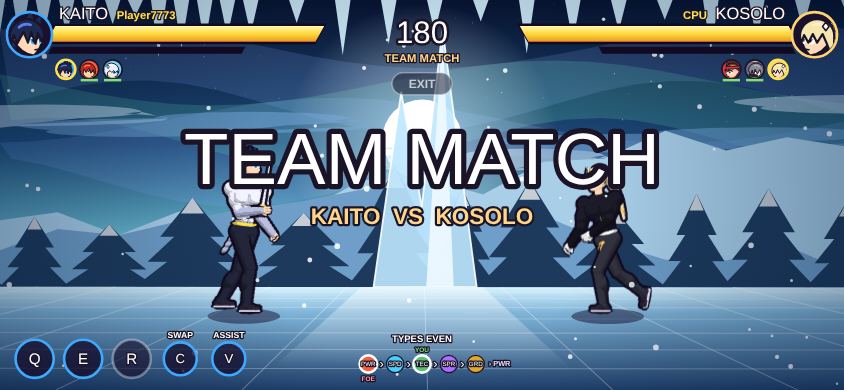 KAITO Player7773
180
CPU KOSOLO
TEAM MATCH
EXIT
TEAM MATCH
KAITO VS KOSOLO
SWAP ASSIST
Q E R C V
TYPES EVEN
YOU
PWR › SPD › TEC › SPR › GRD › PWR
FOE